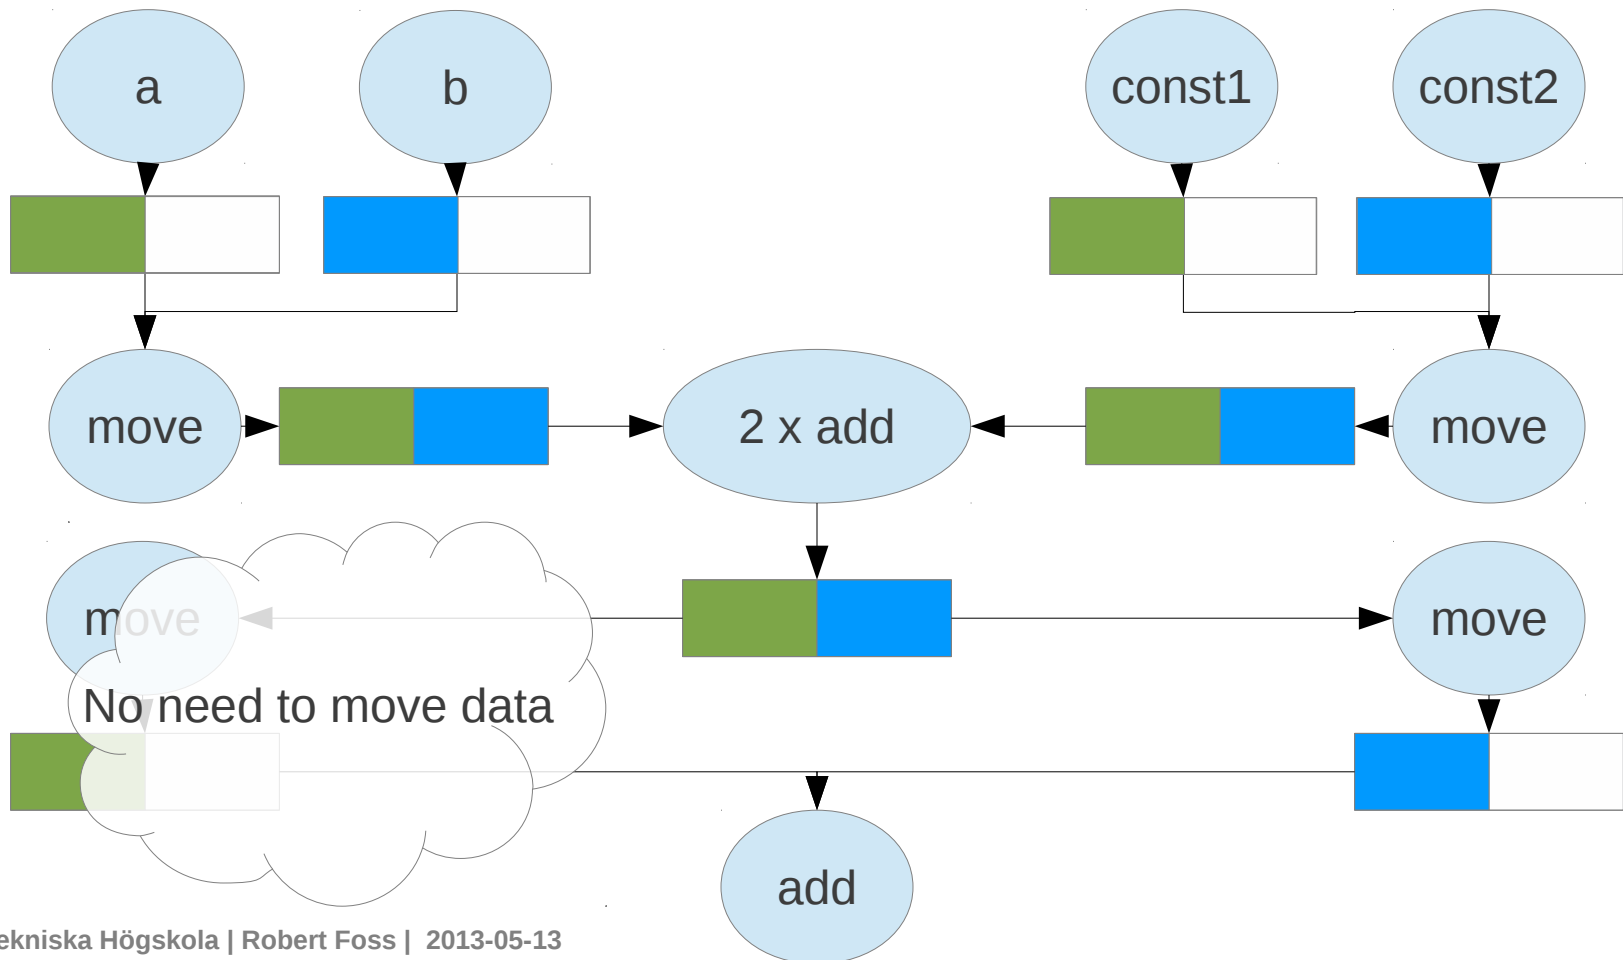 a
b
const1
const2
move
2 x add
move
move
move
No need to move data
add
Högskola | Robert Foss | 2013-05-13